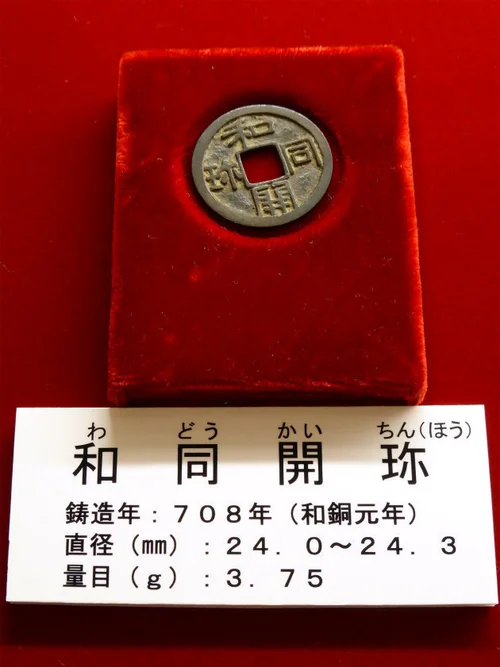 和同開珎
わ どう かい ちん(ほう)
和 同 開 珎
鋳造年：７０８年（和銅元年）
直径（㎜）：２４．０～２４．３
量目（ｇ）：３．７５